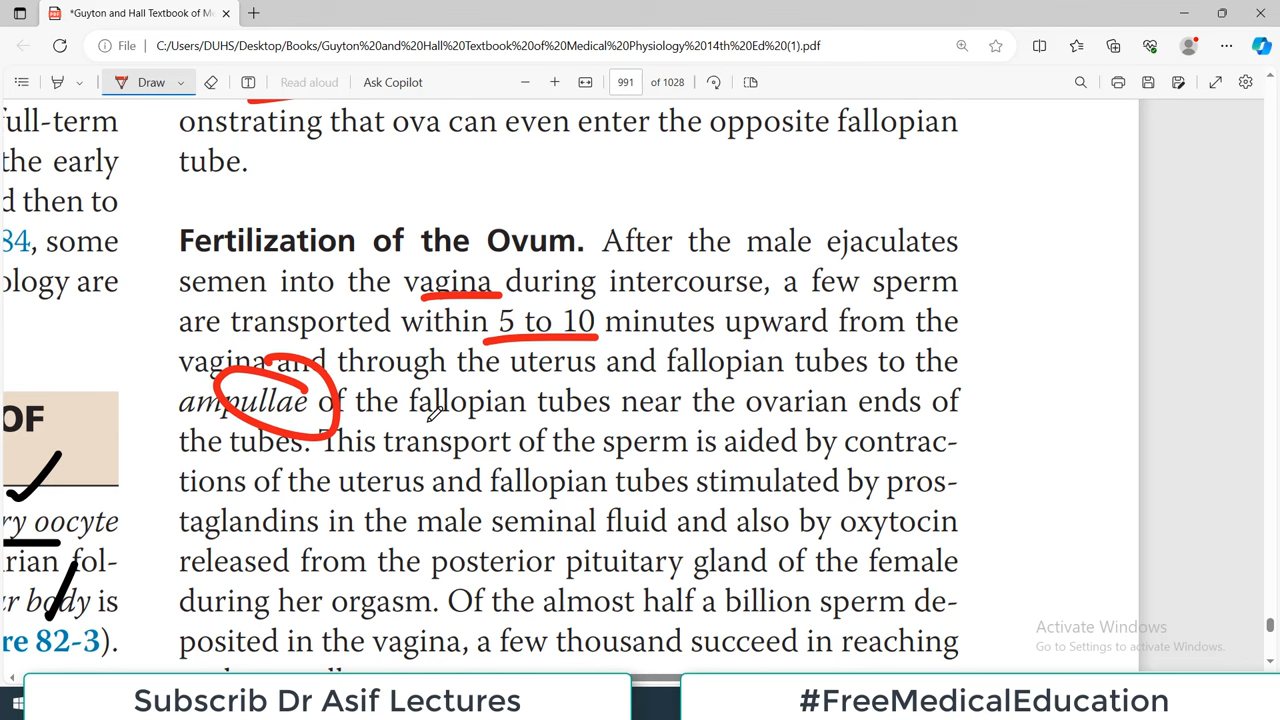 *Guyton and Hall Textbook of Me
File
C:/Users/DUHS/Desktop/Books/Guyton%20and%20Hall%20Textbook%20of%20Medical%20Physiology%2014th%20Ed%20(1).pdf
Draw
Read aloud
Ask Copilot
991 of 1028
full-term
the early
d then to
84, some
ology are
OF
ry oocyte
rian fol-
r body is
re 82-3).
onstrating that ova can even enter the opposite fallopian
tube.
Fertilization of the Ovum. After the male ejaculates
semen into the vagina during intercourse, a few sperm
are transported within 5 to 10 minutes upward from the
vagina and through the uterus and fallopian tubes to the
ampullae of the fallopian tubes near the ovarian ends of
the tubes. This transport of the sperm is aided by contrac-
tions of the uterus and fallopian tubes stimulated by pros-
taglandins in the male seminal fluid and also by oxytocin
released from the posterior pituitary gland of the female
during her orgasm. Of the almost half a billion sperm de-
posited in the vagina, a few thousand succeed in reaching
Activate Windows
Go to Settings to activate Windows.
Subscrib Dr Asif Lectures
#FreeMedicalEducation